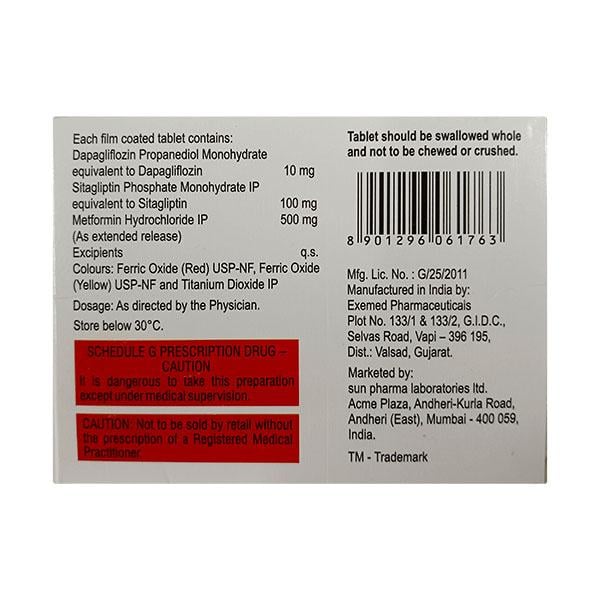 Each film coated tablet contains:
Dapagliflozin Propanediol Monohydrate
equivalent to Dapagliflozin 10 mg
Sitagliptin Phosphate Monohydrate IP
equivalent to Sitagliptin 100 mg
Metformin Hydrochloride IP 500 mg
(As extended release)
Excipients q.s.
Colours: Ferric Oxide (Red) USP-NF, Ferric Oxide
(Yellow) USP-NF and Titanium Dioxide IP
Dosage: As directed by the Physician.
Store below 30°C.
SCHEDULE G PRESCRIPTION DRUG –
CAUTION
It is dangerous to take this preparation
except under medical supervision.
CAUTION: Not to be sold by retail without
the prescription of a Registered Medical
Practitioner.
Tablet should be swallowed whole
and not to be chewed or crushed.
8 901296 061763
Mfg. Lic. No. : G/25/2011
Manufactured in India by:
Exemed Pharmaceuticals
Plot No. 133/1 & 133/2, G.I.D.C.,
Selvas Road, Vapi – 396 195,
Dist.: Valsad, Gujarat.
Marketed by:
sun pharma laboratories ltd.
Acme Plaza, Andheri-Kurla Road,
Andheri (East), Mumbai - 400 059,
India.
TM - Trademark